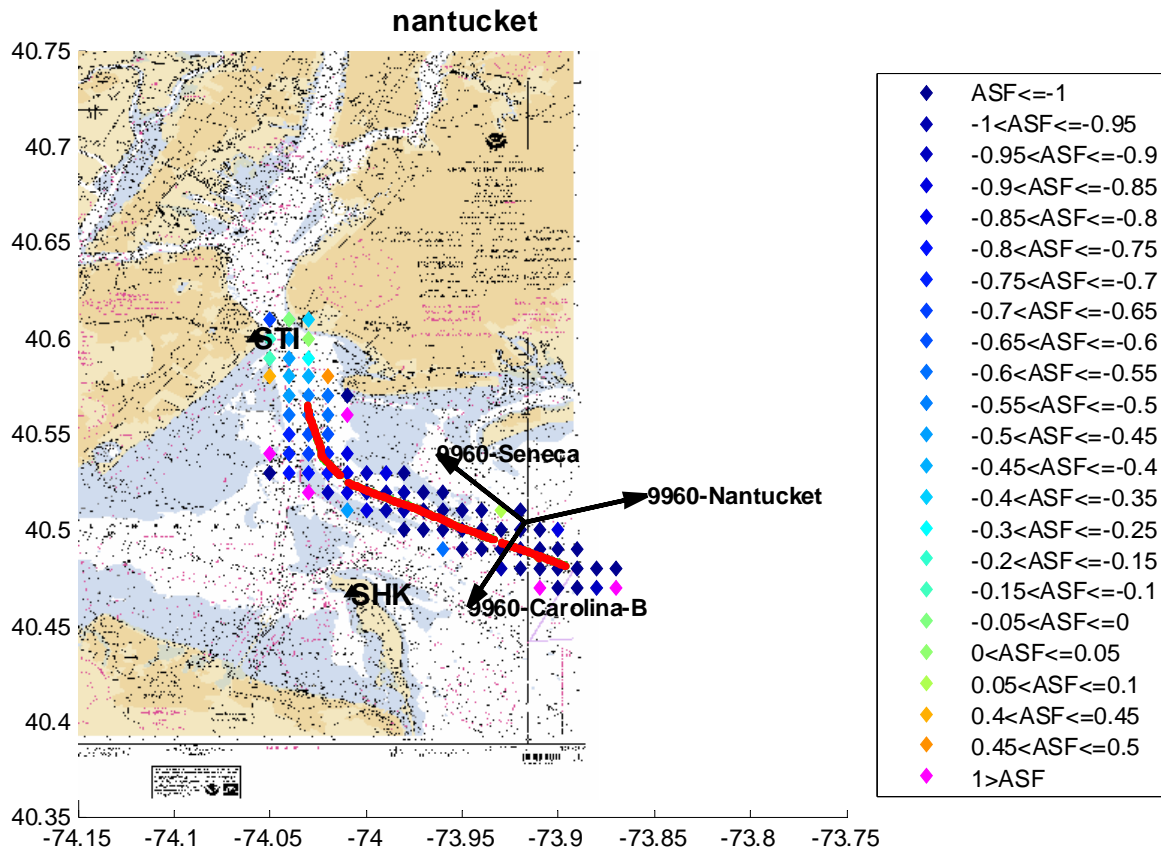 nantucket
40.75
40.7
40.65
40.6
40.55
40.5
40.45
40.4
40.35
-74.15
-74.1
-74.05
-74
-73.95
-73.9
-73.85
-73.8
-73.75
NEW YORK HARBOR
STI
9960-Seneca
9960-Nantucket
SHK
9960-Carolina-B
ASF<=-1
-1<ASF<=-0.95
-0.95<ASF<=-0.9
-0.9<ASF<=-0.85
-0.85<ASF<=-0.8
-0.8<ASF<=-0.75
-0.75<ASF<=-0.7
-0.7<ASF<=-0.65
-0.65<ASF<=-0.6
-0.6<ASF<=-0.55
-0.55<ASF<=-0.5
-0.5<ASF<=-0.45
-0.45<ASF<=-0.4
-0.4<ASF<=-0.35
-0.3<ASF<=-0.25
-0.2<ASF<=-0.15
-0.15<ASF<=-0.1
-0.05<ASF<=0
0<ASF<=0.05
0.05<ASF<=0.1
0.4<ASF<=0.45
0.45<ASF<=0.5
1>ASF